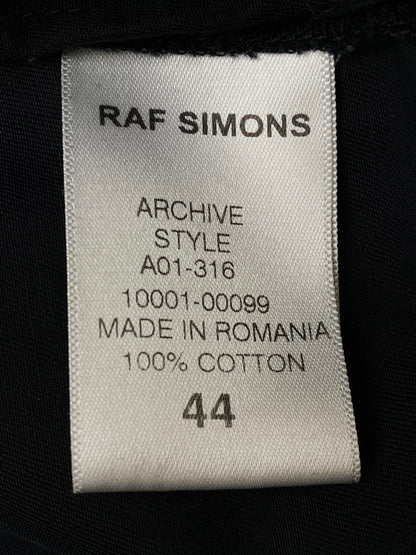 RAF SIMONS
ARCHIVE
STYLE
A01-316
10001-00099
MADE IN ROMANIA
100% COTTON
44